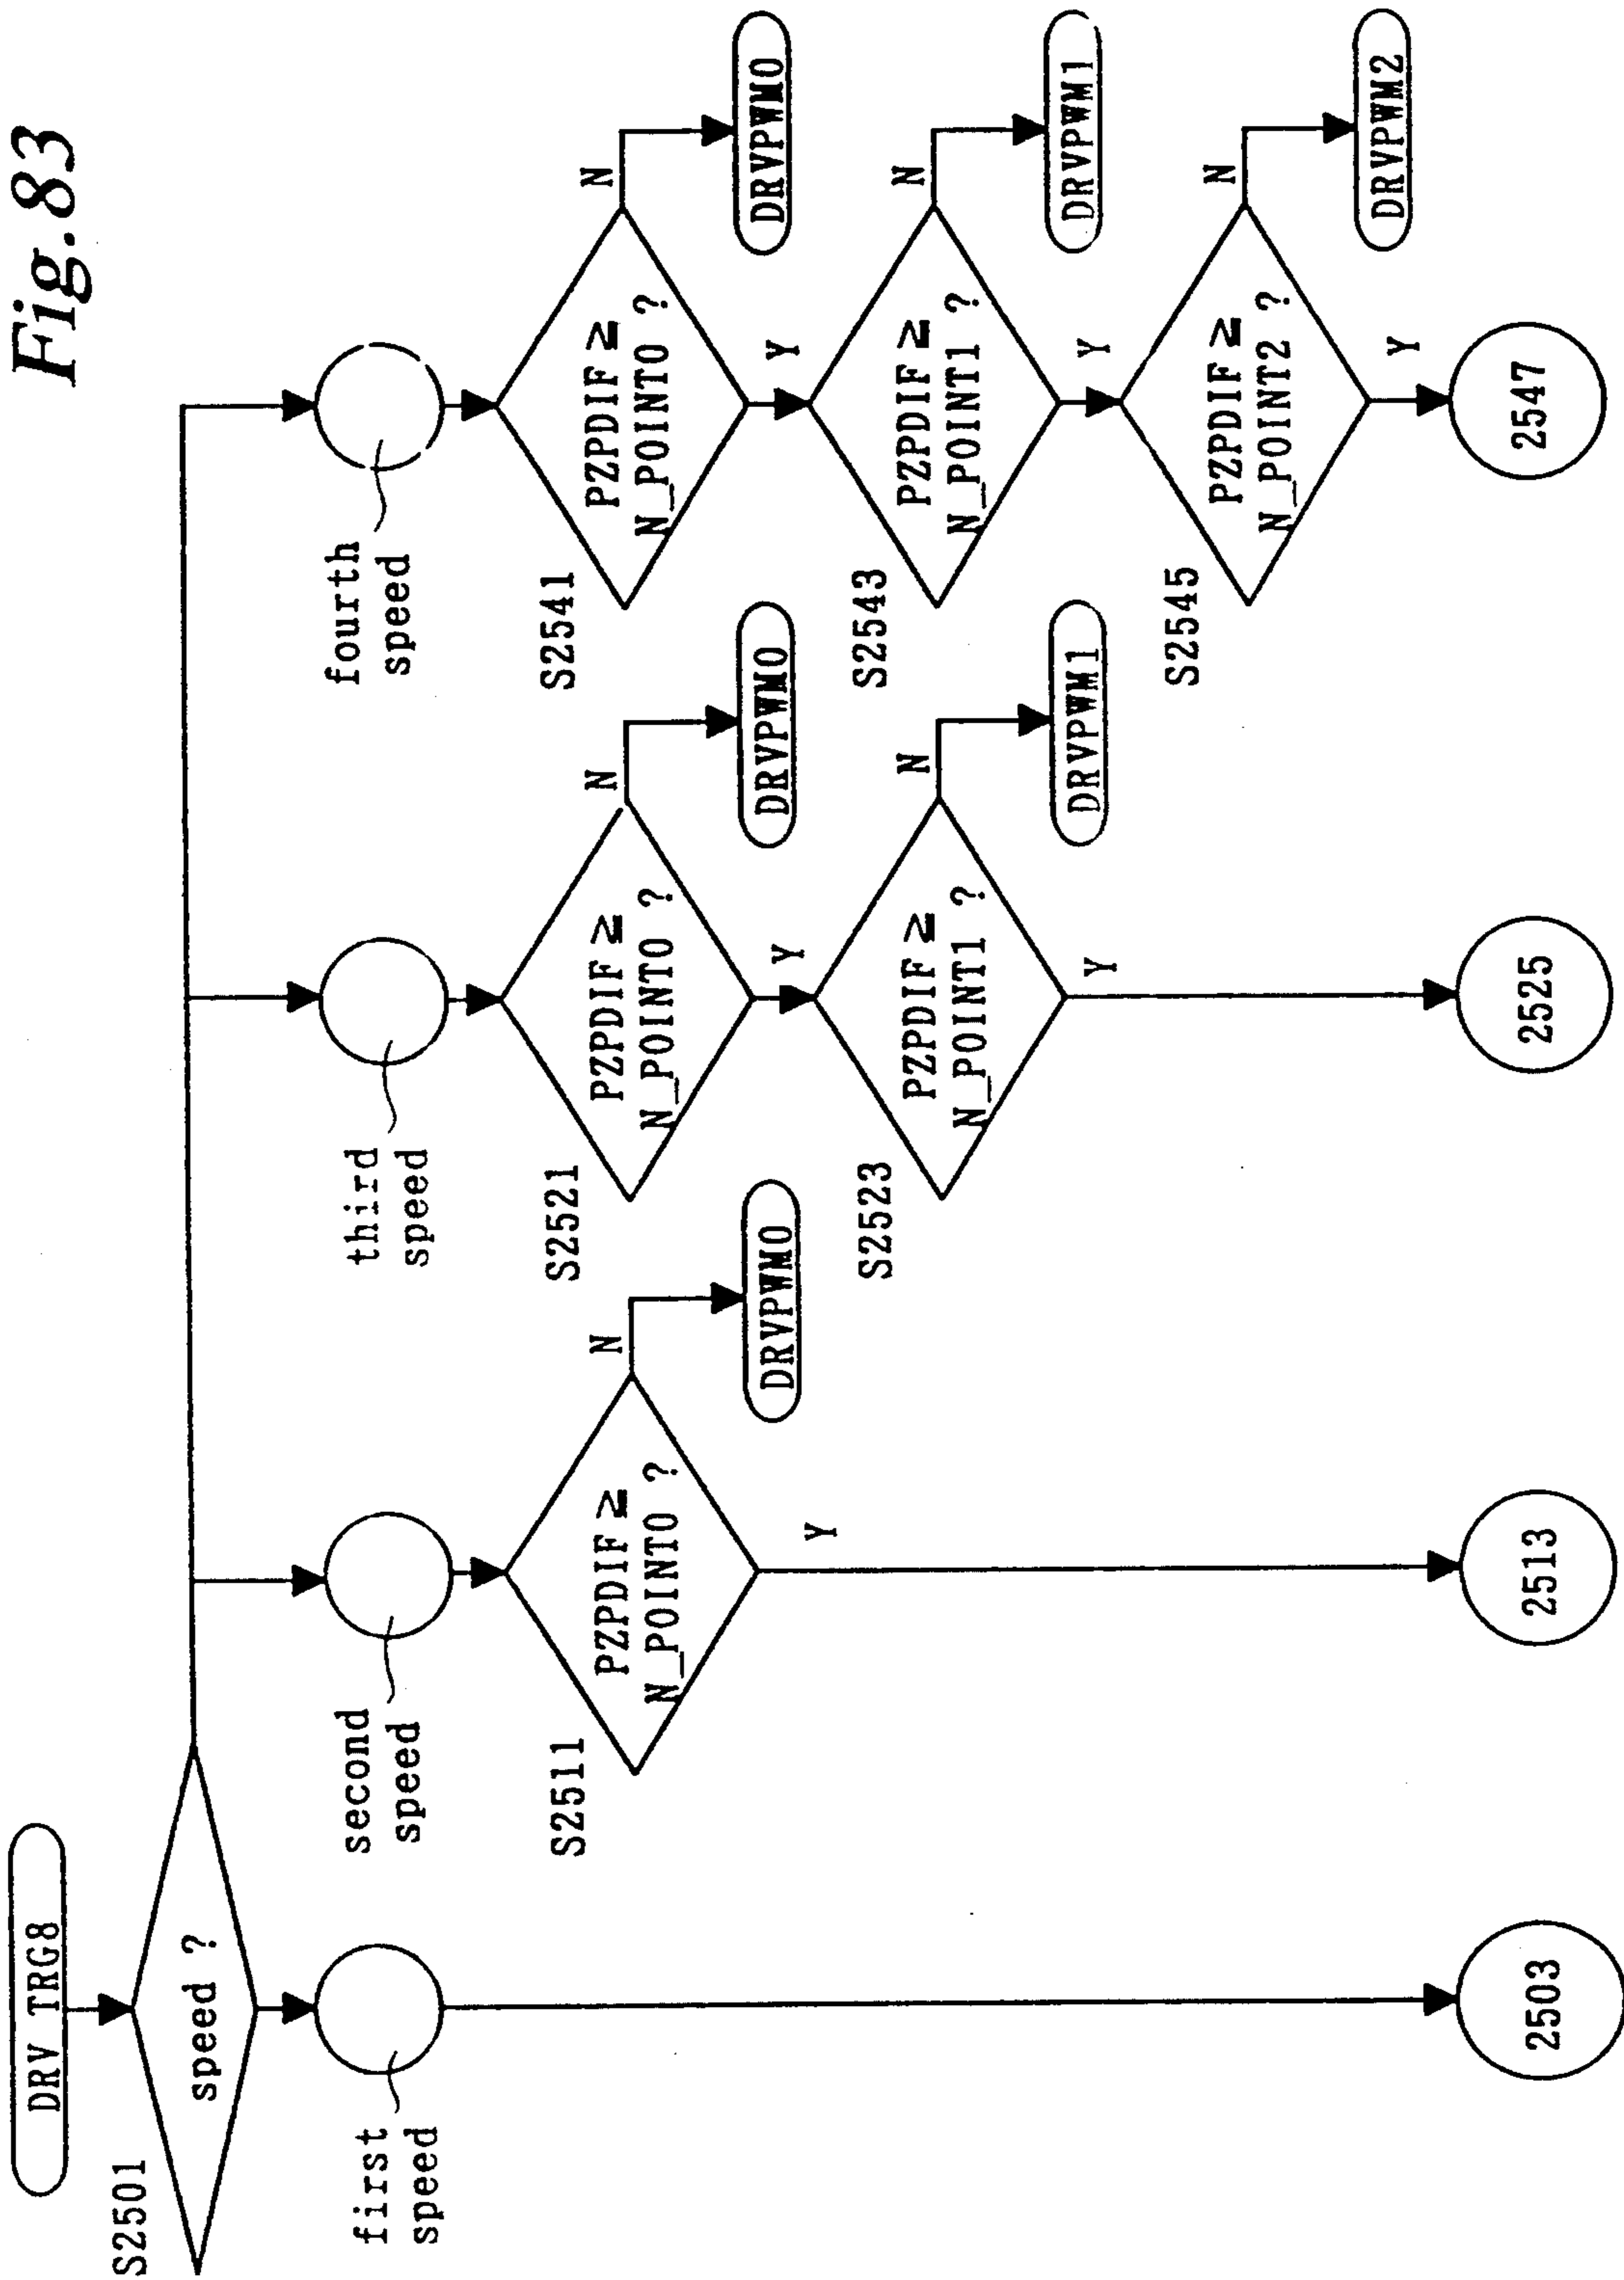 Fig.83
DRV TRG8
S2501
speed ?
first
speed
second
speed
third
speed
fourth
speed
S2511
PZPDIF ≥
N_POINT0 ?
N
DRVPWM0
Y
S2521
PZPDIF ≥
N_POINT0 ?
N
DRVPWM0
Y
S2523
PZPDIF ≥
N_POINT1 ?
N
DRVPWM1
Y
S2541
PZPDIF ≥
N_POINT0 ?
N
DRVPWM0
Y
S2543
PZPDIF ≥
N_POINT1 ?
N
DRVPWM1
Y
S2545
PZPDIF ≥
N_POINT2 ?
N
DRVPWM2
Y
2503
2513
2525
2547